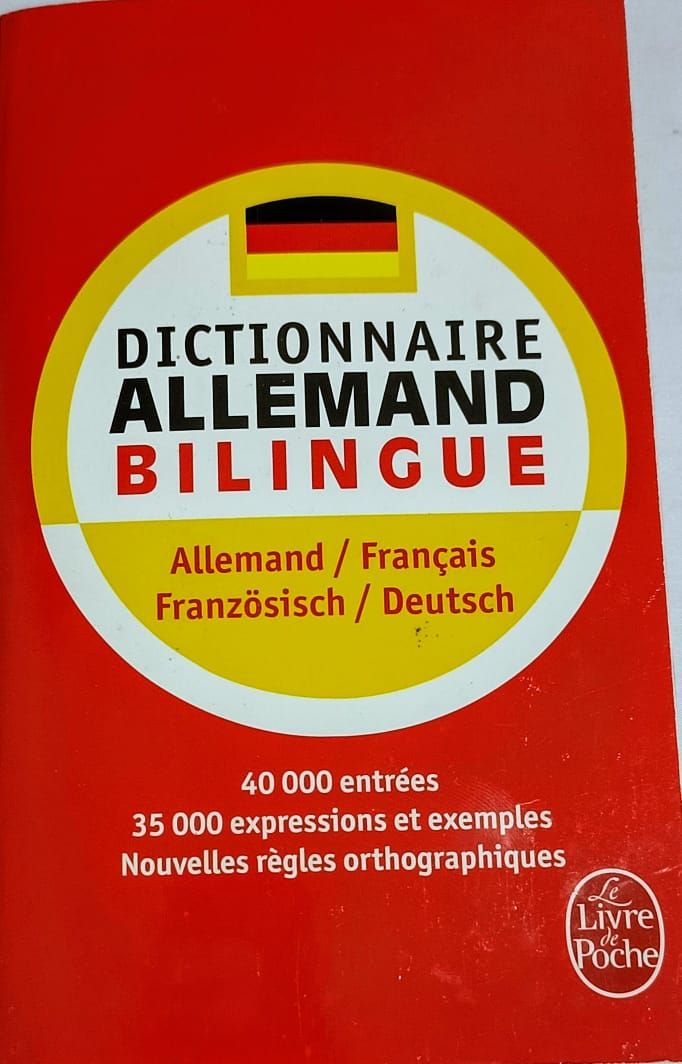 DICTIONNAIRE
ALLEMAND
BILINGUE
Allemand / Français
Französisch / Deutsch
40 000 entrées
35 000 expressions et exemples
Nouvelles règles orthographiques
Le
Livre
de
Poche